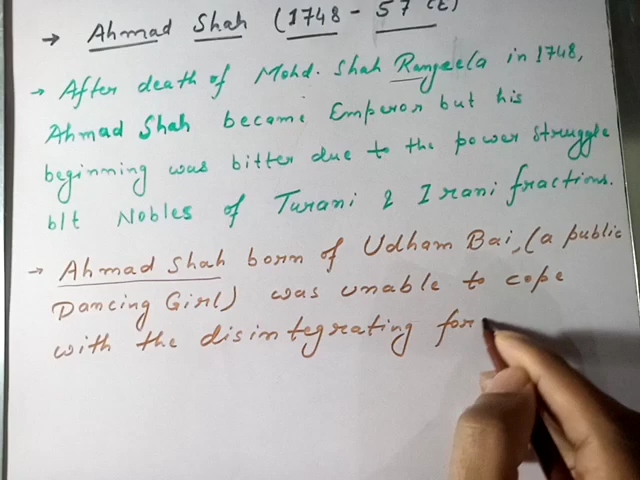 → Ahmad Shah (1748 - 57 CE)
→ After death of Mohd. Shah Rangeela in 1748,
Ahmad Shah became Emperor but his
beginning was bitter due to the power struggle
b/t Nobles of Turani & Irani fractions.
→ Ahmad Shah born of Udham Bai, (a public
Dancing Girl) was unable to cope
with the disintegrating for